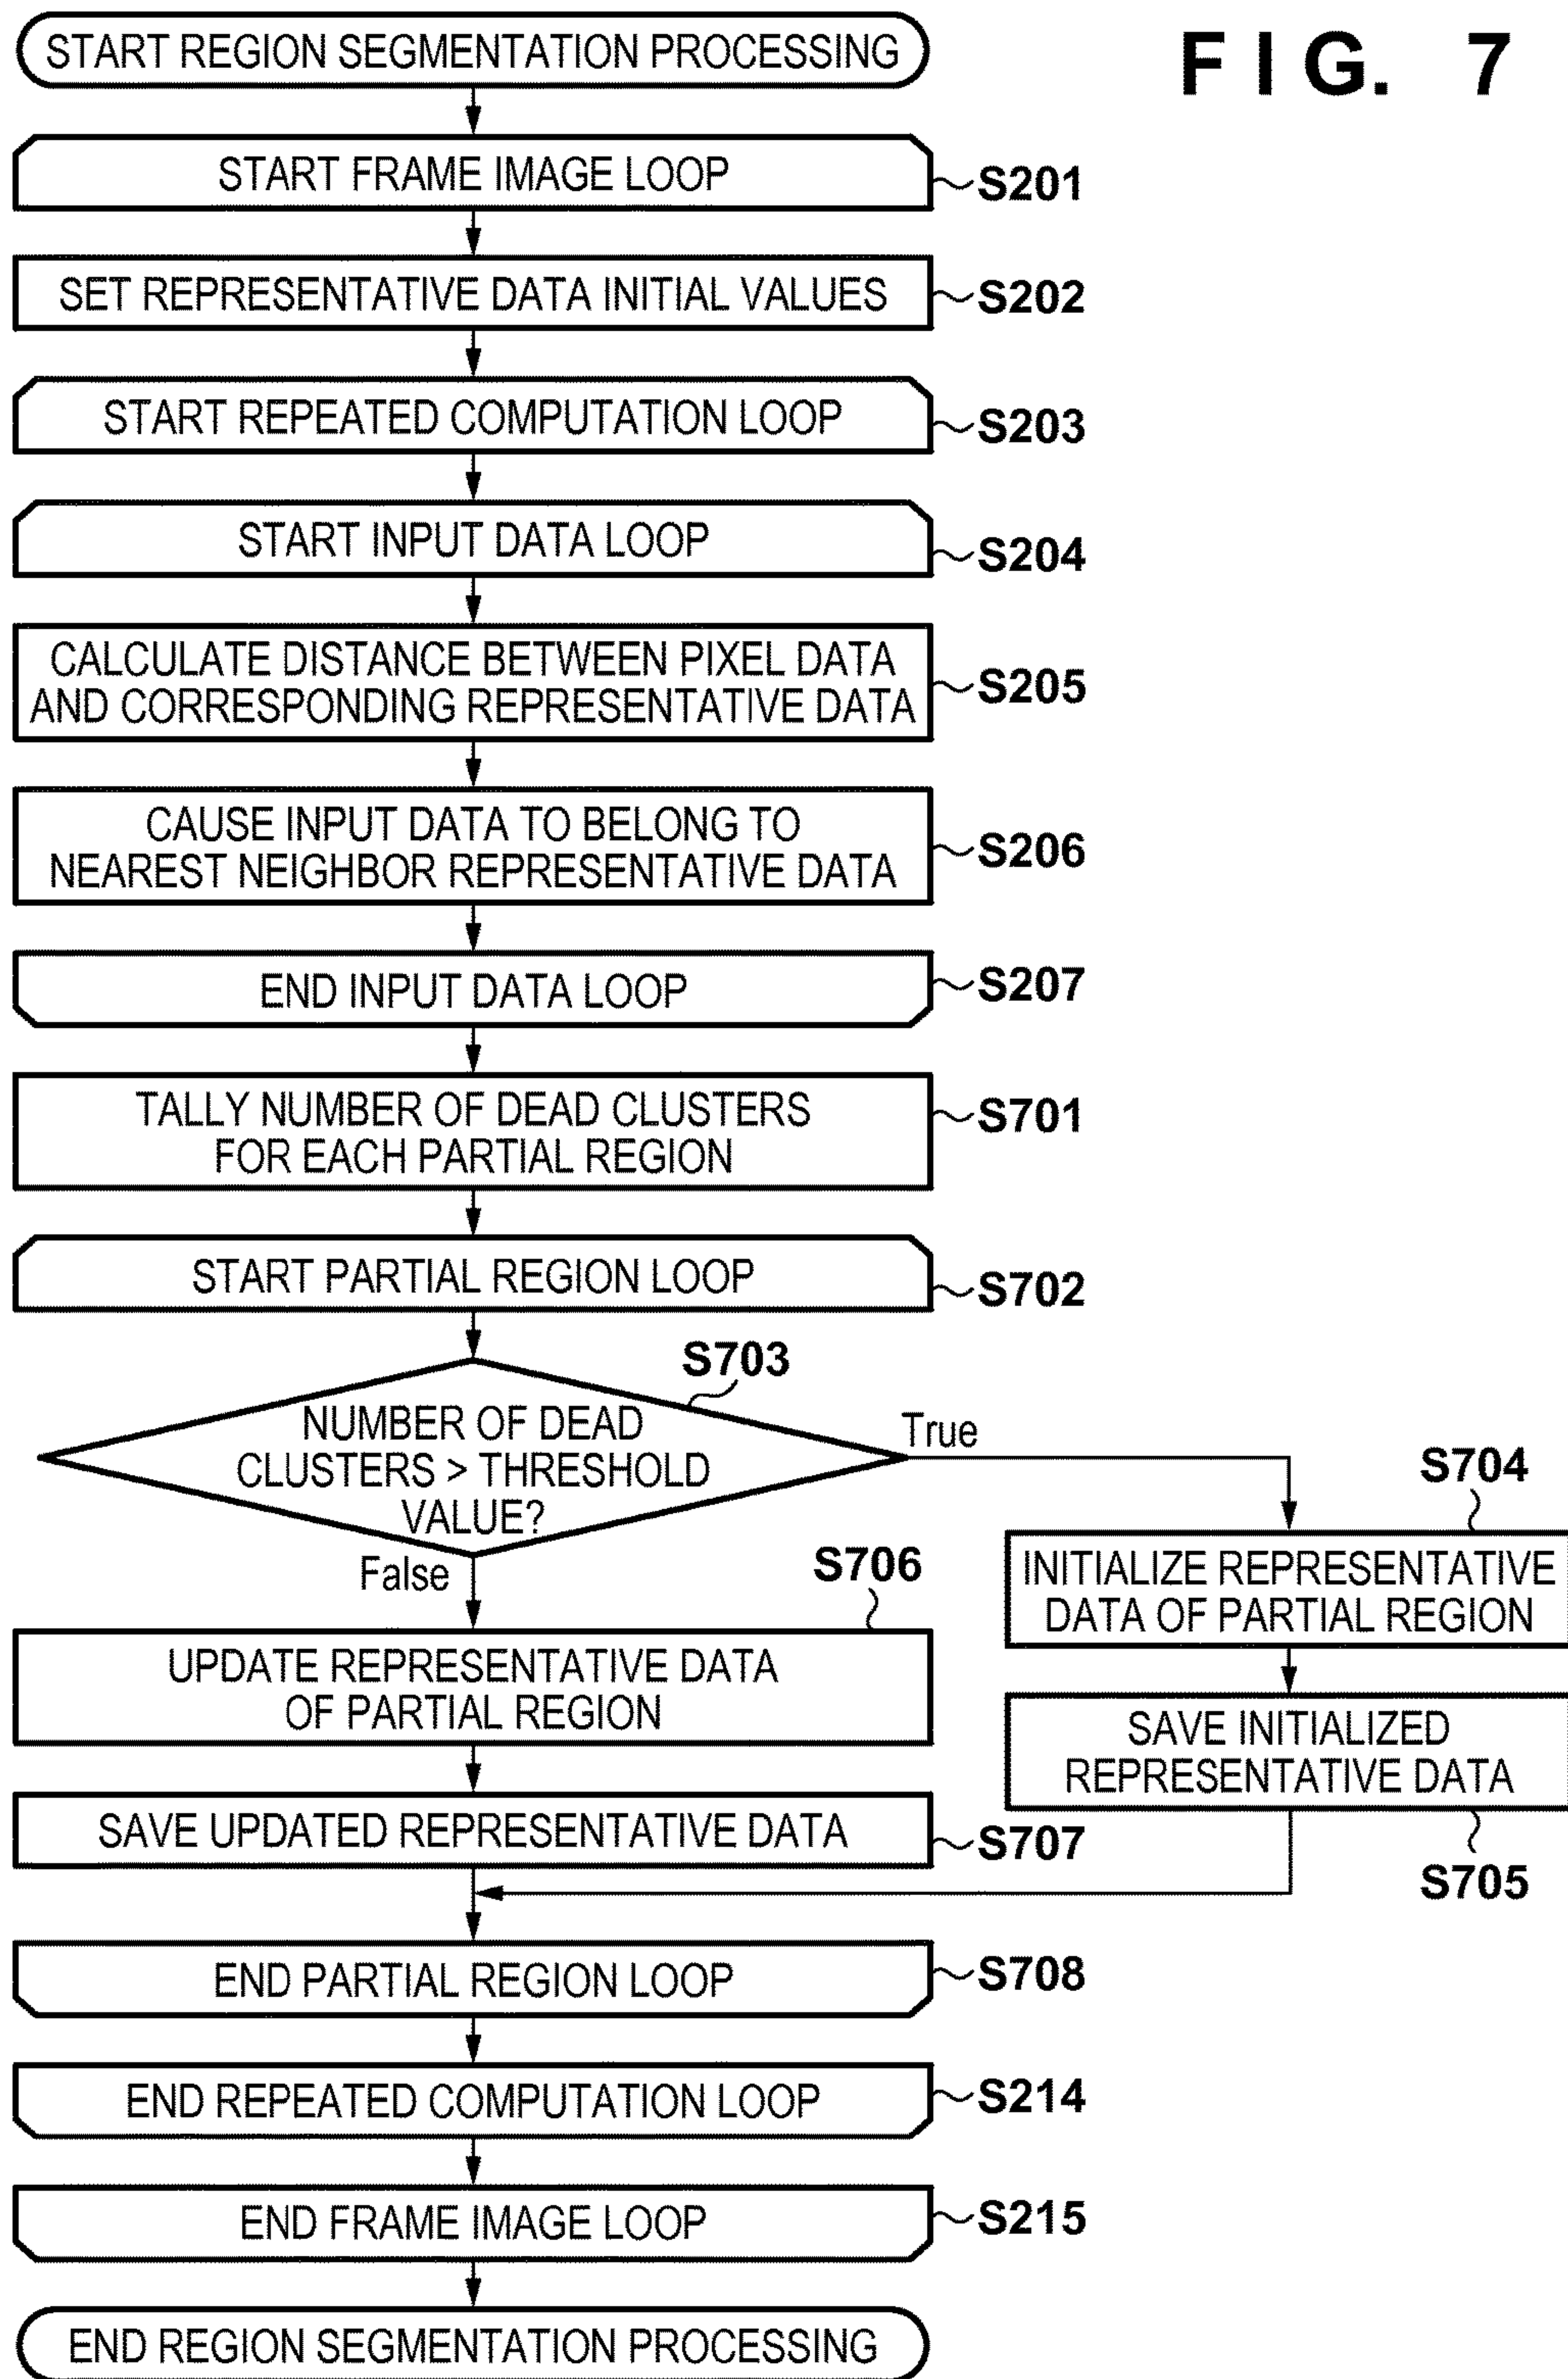 START REGION SEGMENTATION PROCESSING
FIG. 7
START FRAME IMAGE LOOP
S201
SET REPRESENTATIVE DATA INITIAL VALUES
S202
START REPEATED COMPUTATION LOOP
S203
START INPUT DATA LOOP
S204
CALCULATE DISTANCE BETWEEN PIXEL DATA
AND CORRESPONDING REPRESENTATIVE DATA
S205
CAUSE INPUT DATA TO BELONG TO
NEAREST NEIGHBOR REPRESENTATIVE DATA
S206
END INPUT DATA LOOP
S207
TALLY NUMBER OF DEAD CLUSTERS
FOR EACH PARTIAL REGION
S701
START PARTIAL REGION LOOP
S702
S703
NUMBER OF DEAD
CLUSTERS > THRESHOLD
VALUE?
True
False
S704
INITIALIZE REPRESENTATIVE
DATA OF PARTIAL REGION
SAVE INITIALIZED
REPRESENTATIVE DATA
S705
S706
UPDATE REPRESENTATIVE DATA
OF PARTIAL REGION
SAVE UPDATED REPRESENTATIVE DATA
S707
END PARTIAL REGION LOOP
S708
END REPEATED COMPUTATION LOOP
S214
END FRAME IMAGE LOOP
S215
END REGION SEGMENTATION PROCESSING